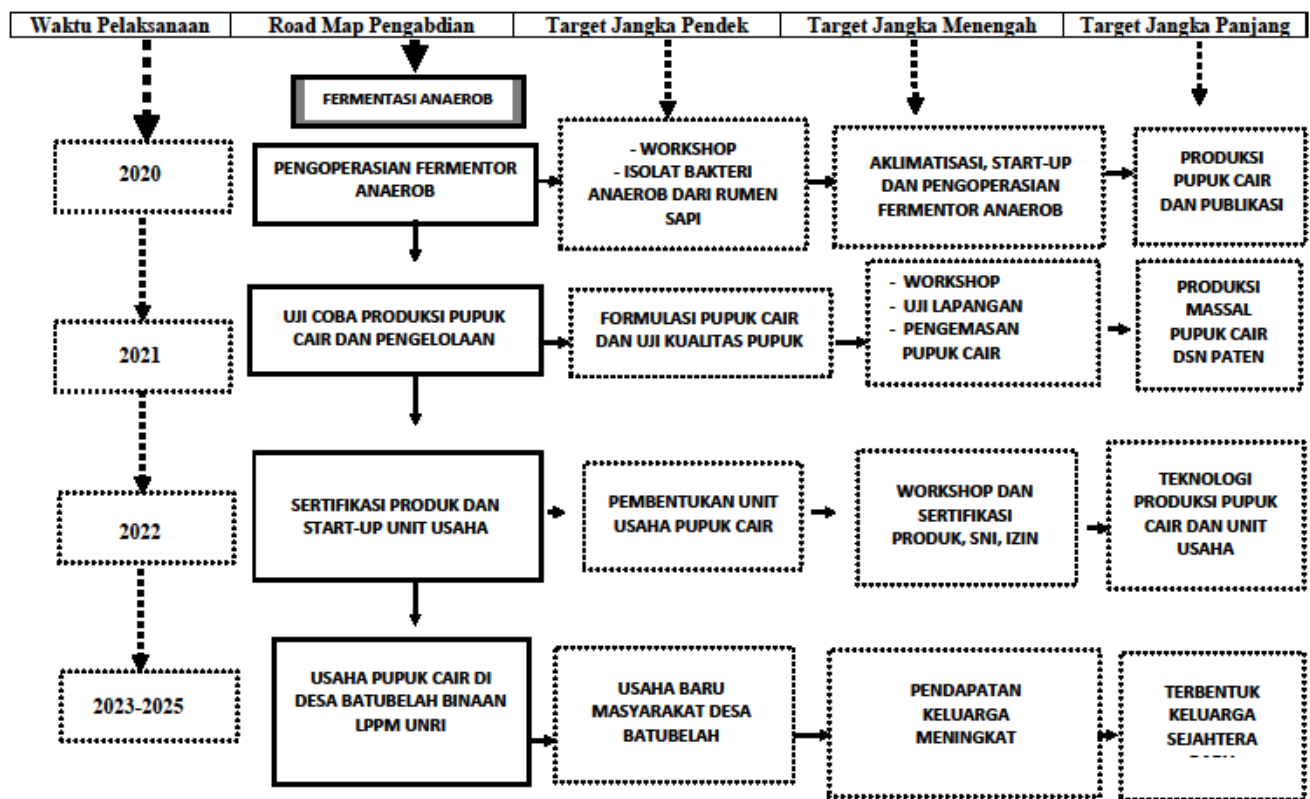 Waktu Pelaksanaan
Road Map Pengabdian
Target Jangka Pendek
Target Jangka Menengah
Target Jangka Panjang
FERMENTASI ANAEROB
2020
PENGOPERASIAN FERMENTOR
ANAEROB
- WORKSHOP
- ISOLAT BAKTERI
ANAEROB DARI RUMEN
SAPI
AKLIMATISASI, START-UP
DAN PENGOPERASIAN
FERMENTOR ANAEROB
PRODUKSI
PUPUK CAIR
DAN PUBLIKASI
2021
UJI COBA PRODUKSI PUPUK
CAIR DAN PENGELOLAAN
FORMULASI PUPUK CAIR
DAN UJI KUALITAS PUPUK
- WORKSHOP
- UJI LAPANGAN
- PENGEMASAN
PUPUK CAIR
PRODUKSI
MASSAL
PUPUK CAIR
DSN PATEN
2022
SERTIFIKASI PRODUK DAN
START-UP UNIT USAHA
PEMBENTUKAN UNIT
USAHA PUPUK CAIR
WORKSHOP DAN
SERTIFIKASI
PRODUK, SNI, IZIN
TEKNOLOGI
PRODUKSI PUPUK
CAIR DAN UNIT
USAHA
2023-2025
USAHA PUPUK CAIR DI
DESA BATUBELAH BINAAN
LPPM UNRI
USAHA BARU
MASYARAKAT DESA
BATUBELAH
PENDAPATAN
KELUARGA
MENINGKAT
TERBENTUK
KELUARGA
SEJAHTERA